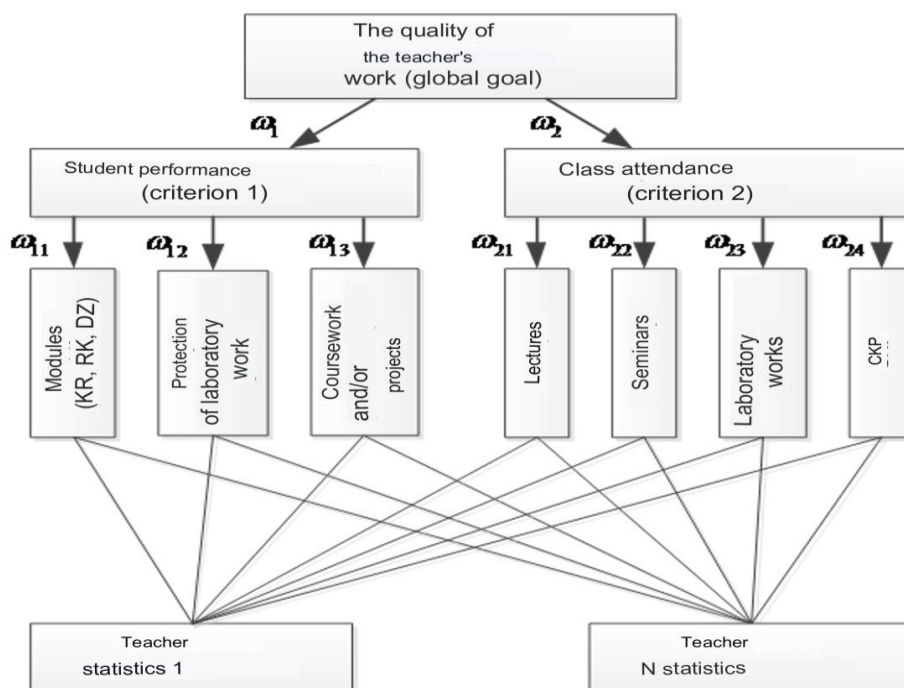 The quality of
the teacher's
work (global goal)
ω1
ω2
Student performance
(criterion 1)
Class attendance
(criterion 2)
ω11
ω12
ω13
ω21
ω22
ω23
ω24
Modules
(KR, RK, DZ)
Protection
of laboratory
work
Coursework
and/or
projects
Lectures
Seminars
Laboratory
works
CKP
Teacher
statistics 1
Teacher
N statistics